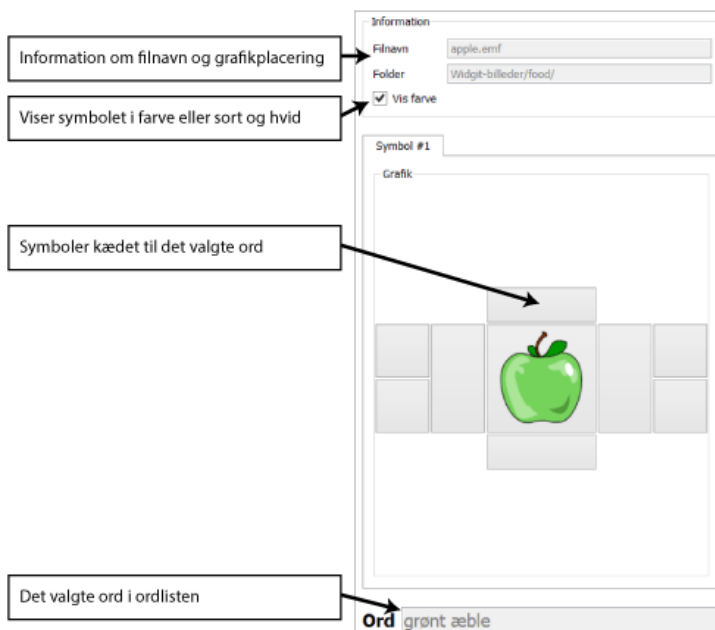 Information
Information om filnavn og grafikplacering
Filnavn apple.emf
Folder Widgit-billeder/food/
Viser symbolet i farve eller sort og hvid
Vis farve
Symbol #1
Grafik
Symboler kædet til det valgte ord
Det valgte ord i ordlisten
Ord grønt æble